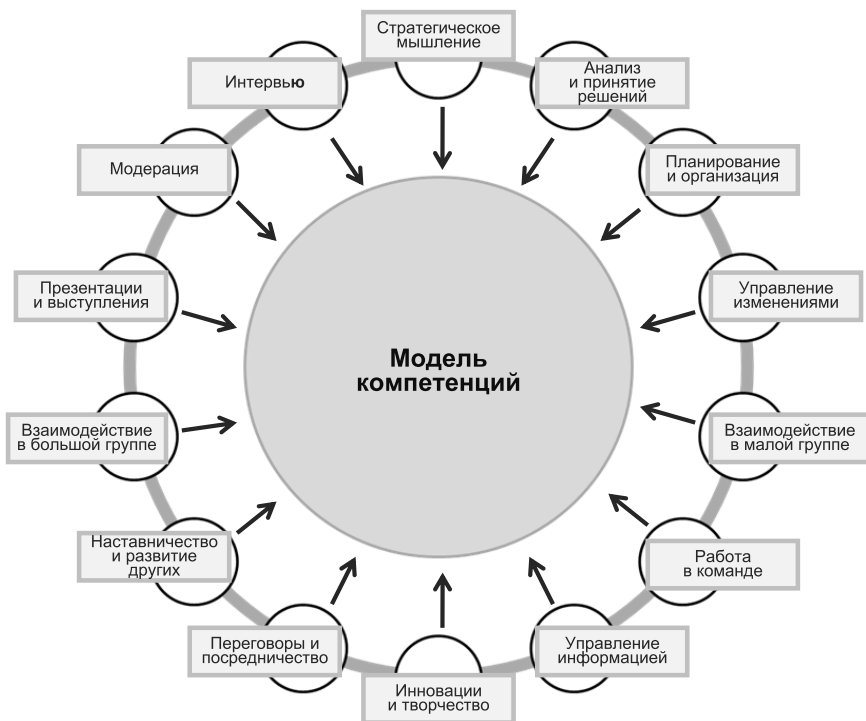 Стратегическое
мышление
Анализ
и принятие
решений
Планирование
и организация
Управление
изменениями
Взаимодействие
в малой группе
Работа
в команде
Управление
информацией
Инновации
и творчество
Переговоры и
посредничество
Наставничество
и развитие
других
Взаимодействие
в большой группе
Презентации
и выступления
Модерация
Интервью
Модель
компетенций